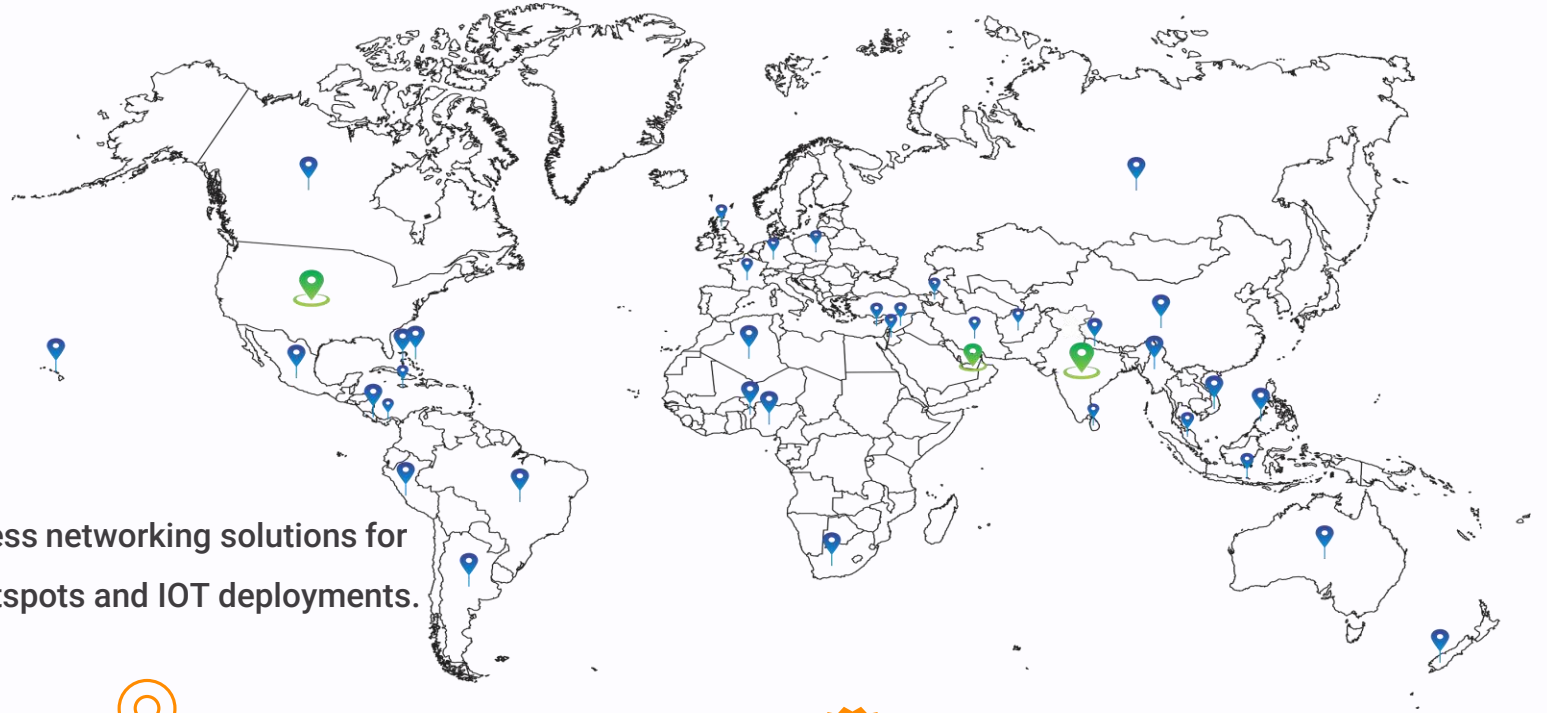 ess networking solutions for
tspots and IOT deployments.